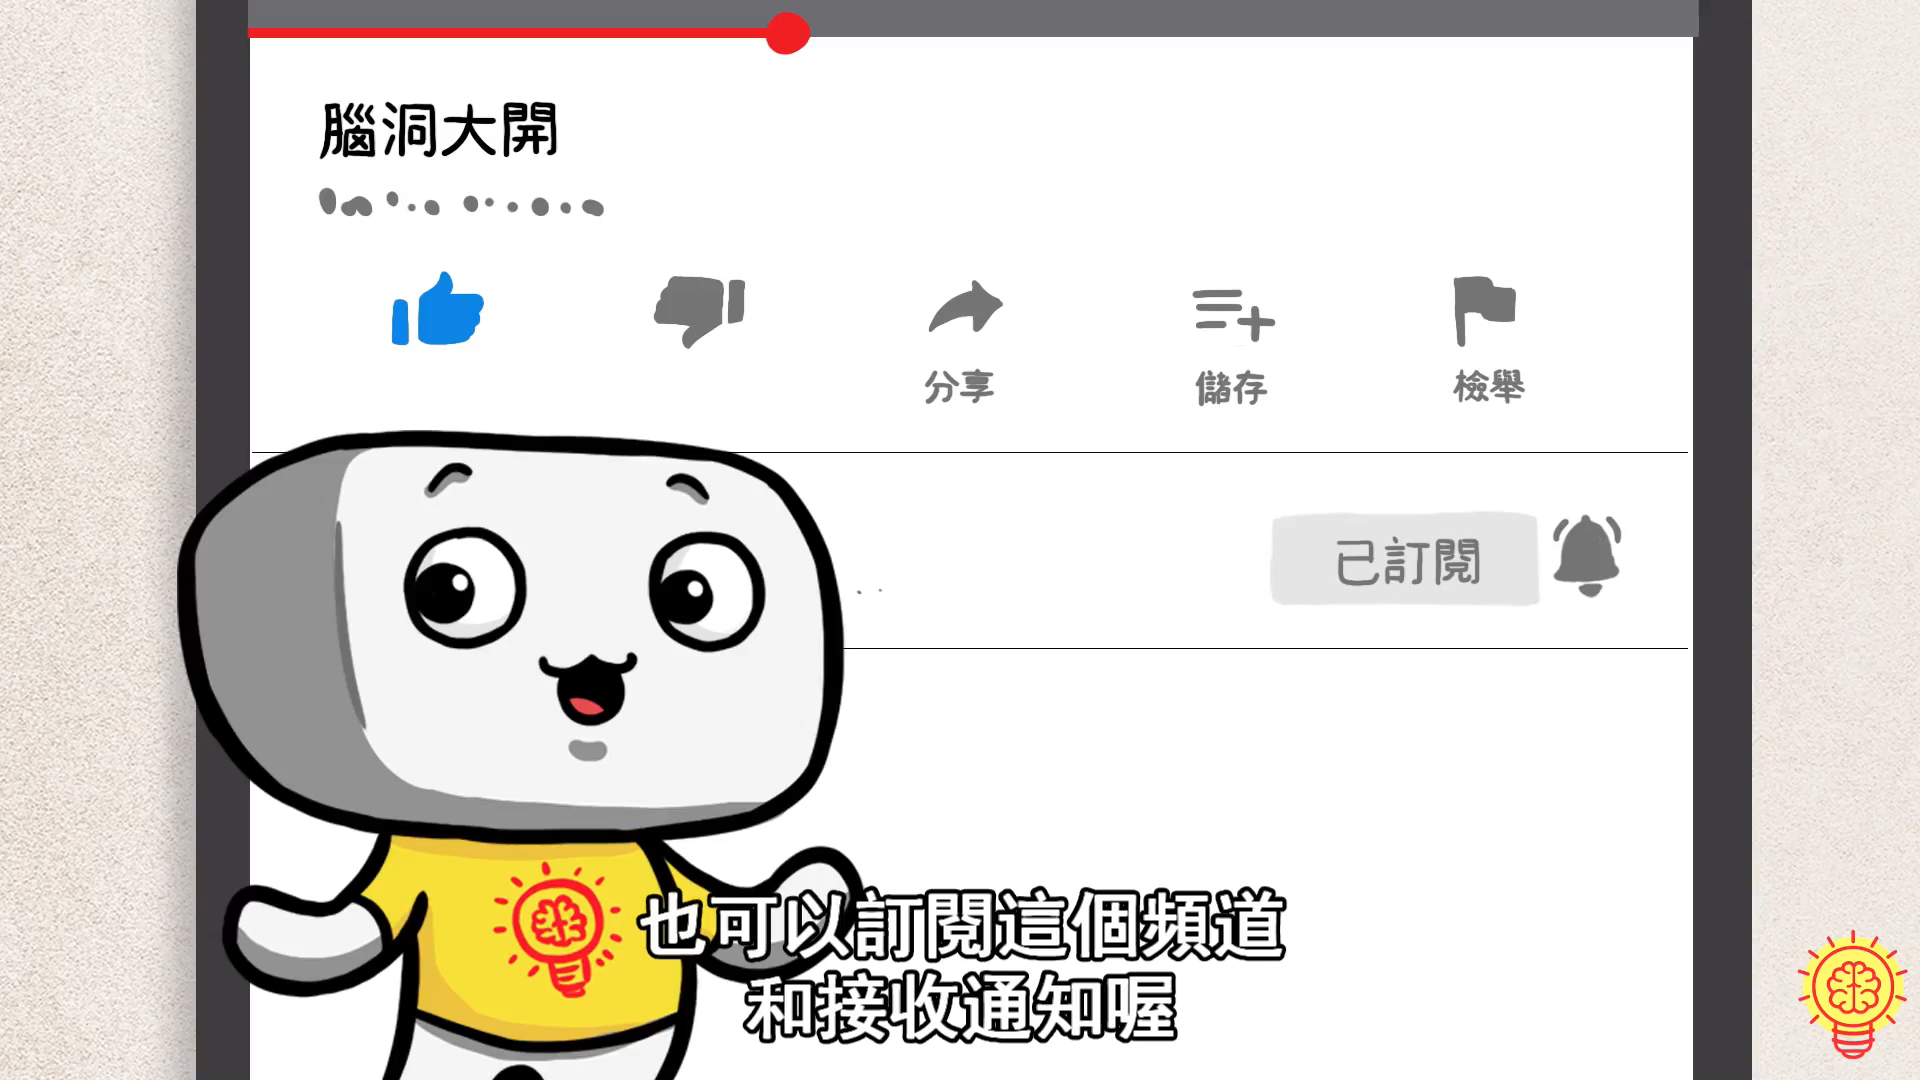 腦洞大開
分享
儲存
檢舉
已訂閱
也可以訂閱這個頻道
和接收通知喔